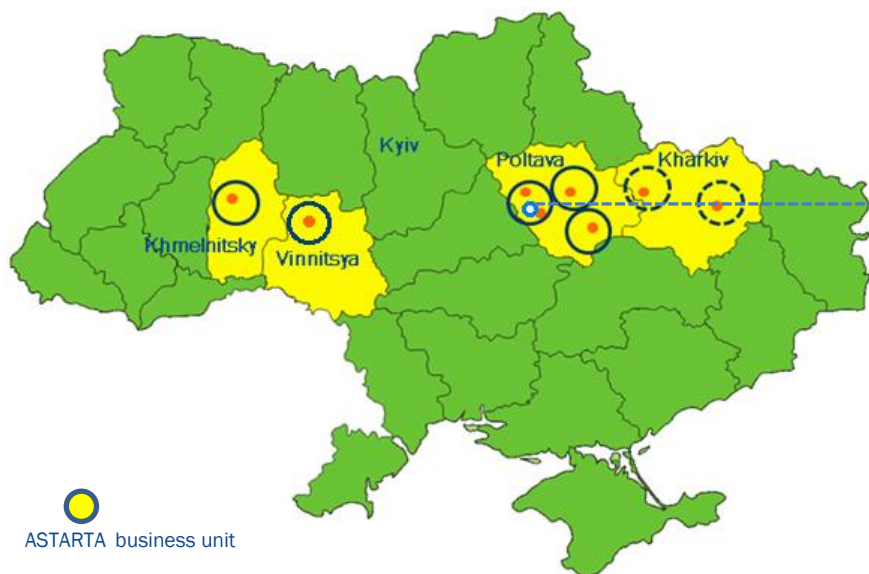 Kyiv
Poltava
Kharkiv
Khmelnitsky
Vinnitsya
ASTARTA business unit